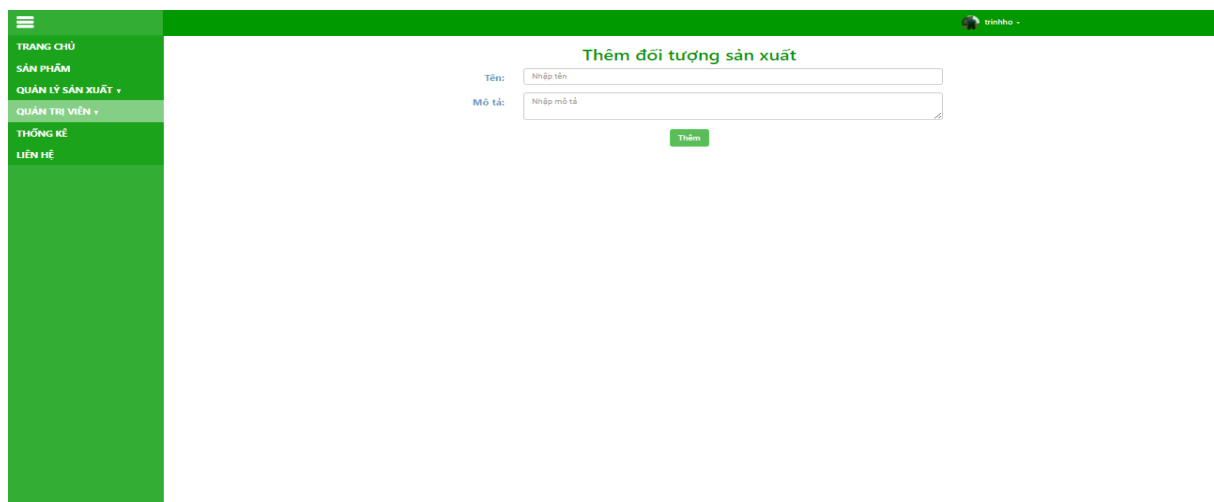 trinhho
TRANG CHỦ
SẢN PHẨM
QUẢN LÝ SẢN XUẤT
QUẢN TRỊ VIÊN
THỐNG KÊ
LIÊN HỆ
Thêm đối tượng sản xuất
Tên:
Nhập tên
Mô tả:
Nhập mô tả
Thêm